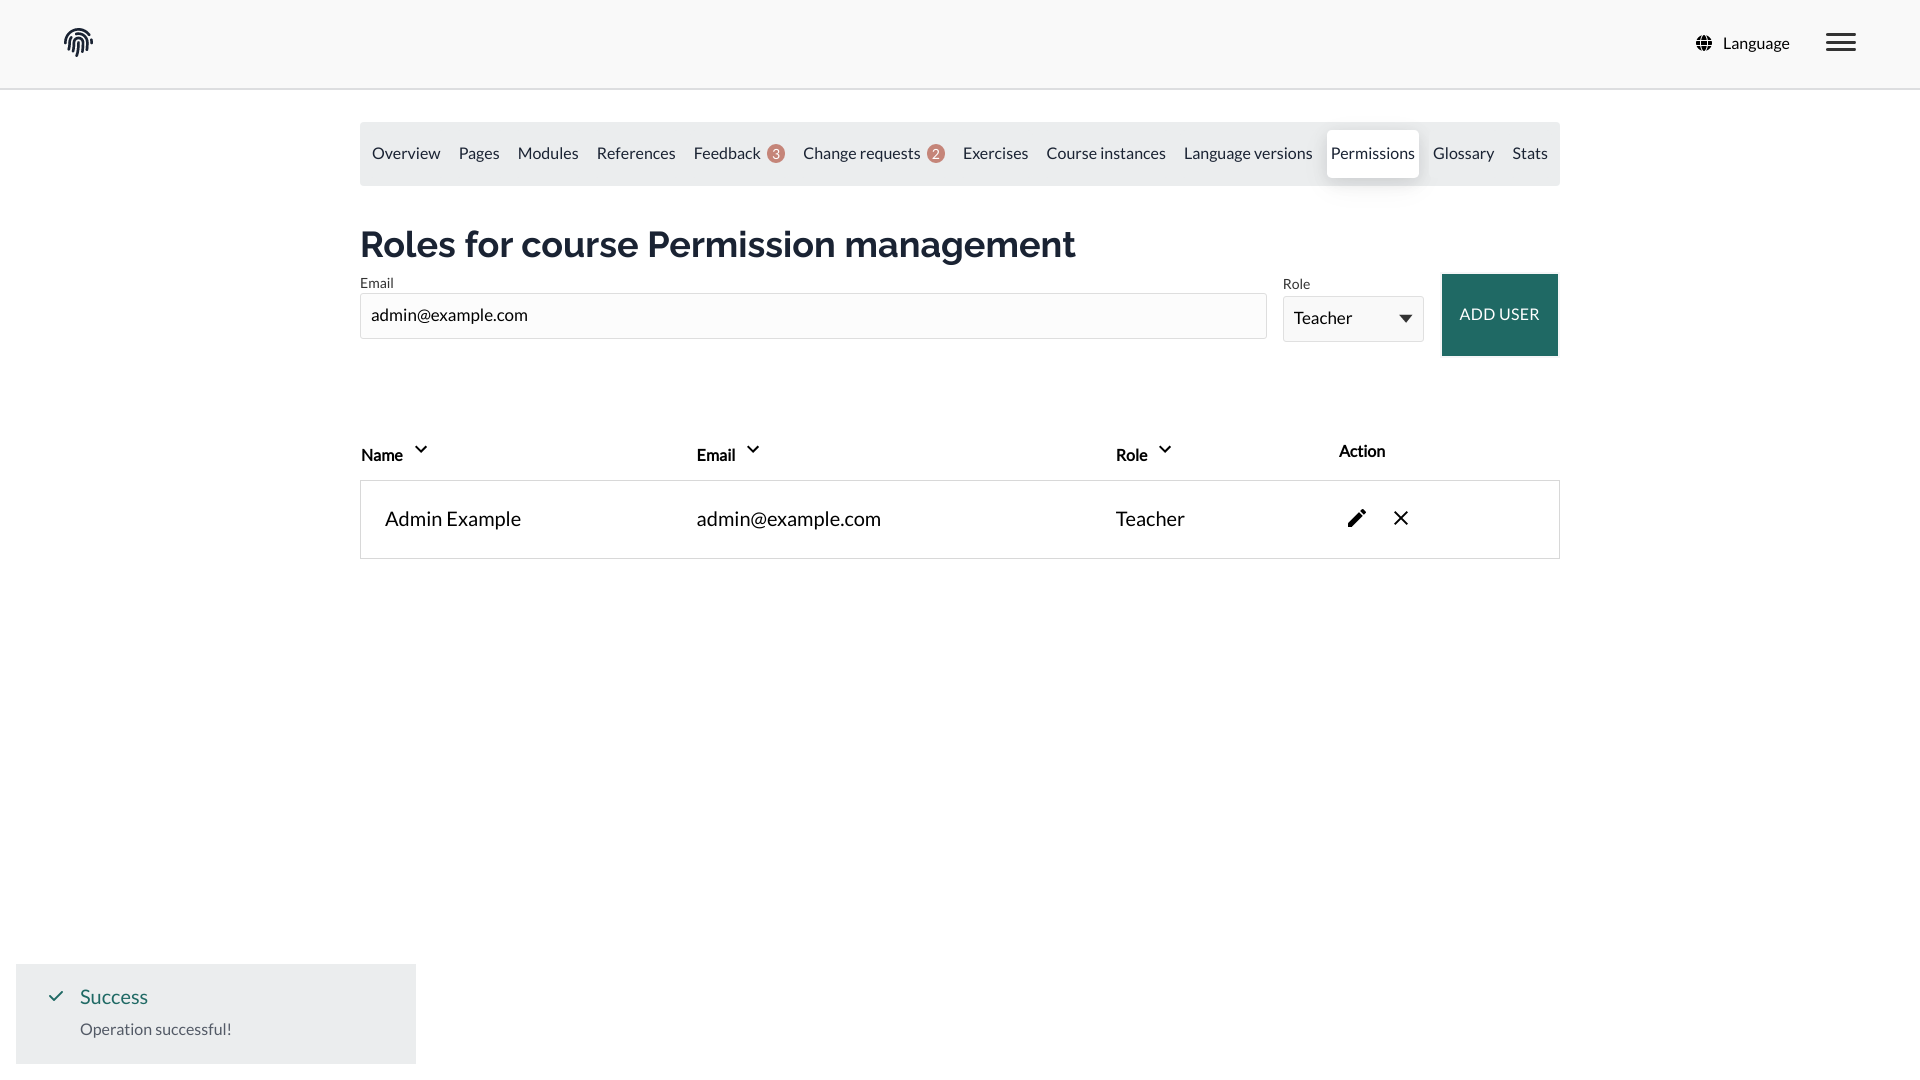 Language
Overview Pages Modules References Feedback 3 Change requests 2 Exercises Course instances Language versions Permissions Glossary Stats
Roles for course Permission management
Email
admin@example.com
Role
Teacher
ADD USER
Name Email Role Action
Admin Example admin@example.com Teacher
Success
Operation successful!